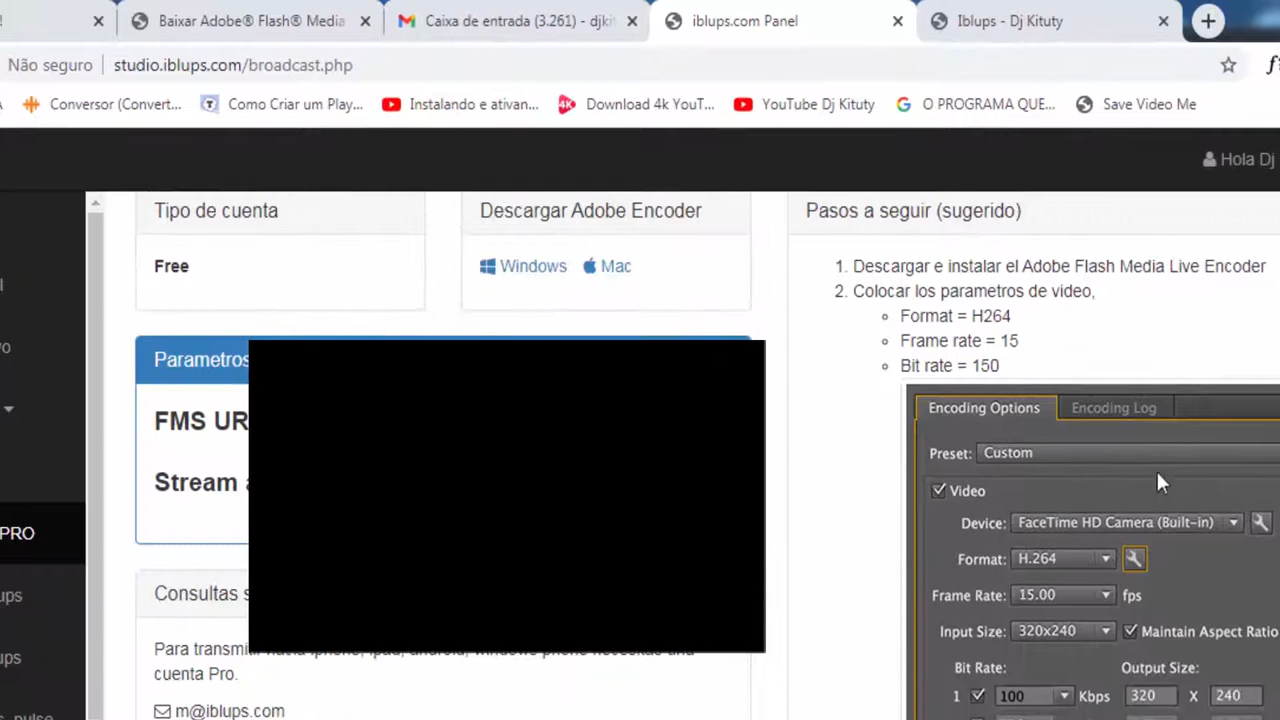 !
Baixar Adobe® Flash® Media
Caixa de entrada (3.261) - djki
iblups.com Panel
Iblups - Dj Kituty
Não seguro
studio.iblups.com/broadcast.php
Conversor (Convert...
Como Criar um Play...
Instalando e ativan...
Download 4k YouT...
YouTube Dj Kituty
O PROGRAMA QUE...
Save Video Me
Hola Dj
PRO
ups
ups
pulse
Tipo de cuenta
Free
Descargar Adobe Encoder
Windows Mac
Parametros
FMS UR
Stream
Consultas
Para transmi
cuenta Pro.
m@iblups.com
Pasos a seguir (sugerido)
1. Descargar e instalar el Adobe Flash Media Live Encoder
2. Colocar los parametros de video,
Format = H264
Frame rate = 15
Bit rate = 150
Encoding Options Encoding Log
Preset: Custom
Video
Device: FaceTime HD Camera (Built-in)
Format: H.264
Frame Rate: 15.00 fps
Input Size: 320x240 Maintain Aspect Ratio
Bit Rate: Output Size:
1 100 Kbps 320 X 240